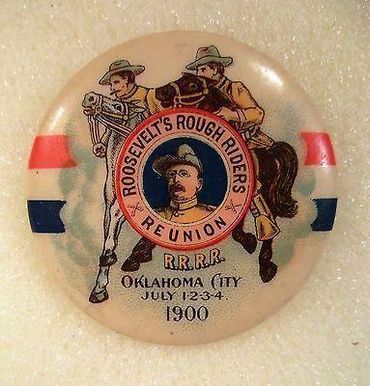 ROOSEVELT'S ROUGH RIDERS
REUNION
R.R.R.R.
OKLAHOMA CITY
JULY 1-2-3-4.
1900